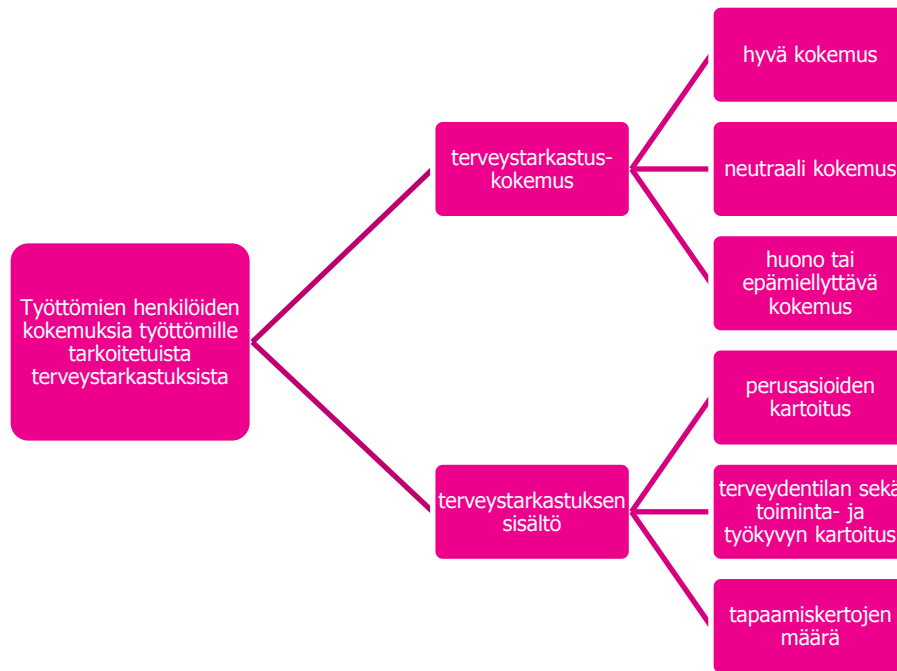 Työttömien henkilöiden
kokemuksia työttömille
tarkoitetuista
terveystarkastuksista
terveystarkastus-
kokemus
hyvä kokemus
neutraali kokemus
huono tai
epämiellyttävä
kokemus
terveystarkastuksen
sisältö
perusasioiden
kartoitus
terveydentilan sekä
toiminta- ja
työkyvyn kartoitus
tapaamiskertojen
määrä